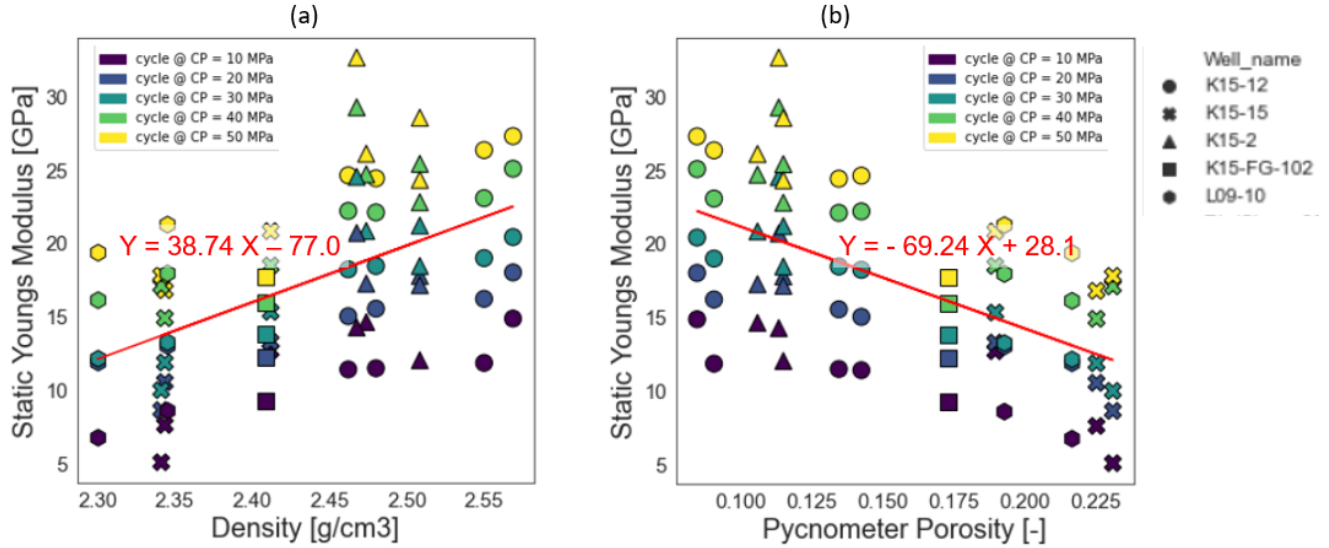 (a)
(b)
Static Youngs Modulus [GPa]
30
25
20
15
10
5
cycle @ CP = 10 MPa
cycle @ CP = 20 MPa
cycle @ CP = 30 MPa
cycle @ CP = 40 MPa
cycle @ CP = 50 MPa
Y = 38.74 X – 77.0
2.30
2.35
2.40
2.45
2.50
2.55
Density [g/cm3]
Static Youngs Modulus [GPa]
30
25
20
15
10
5
cycle @ CP = 10 MPa
cycle @ CP = 20 MPa
cycle @ CP = 30 MPa
cycle @ CP = 40 MPa
cycle @ CP = 50 MPa
Y = - 69.24 X + 28.1
0.100
0.125
0.150
0.175
0.200
0.225
Pycnometer Porosity [-]
Well_name
K15-12
K15-15
K15-2
K15-FG-102
L09-10